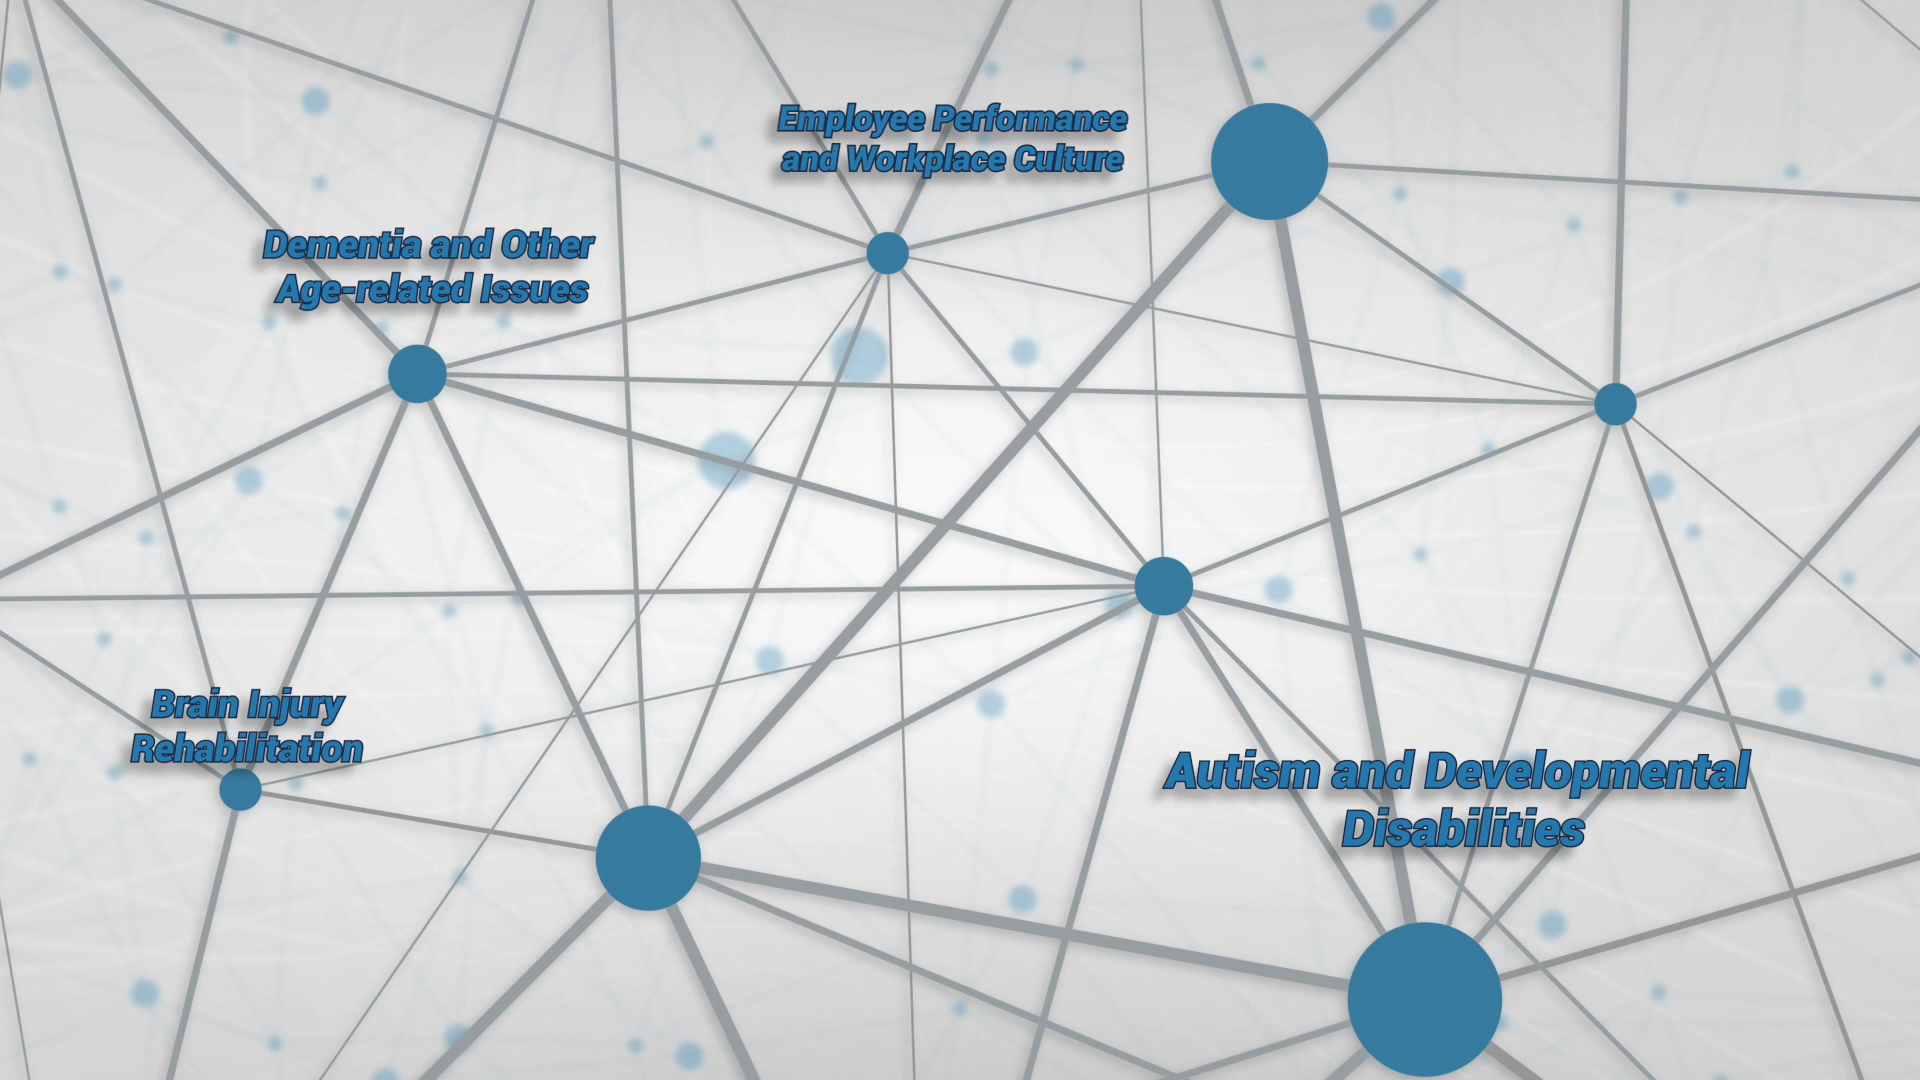 Employee Performance
and Workplace Culture
Dementia and Other
Age-related Issues
Brain Injury
Rehabilitation
Autism and Developmental
Disabilities